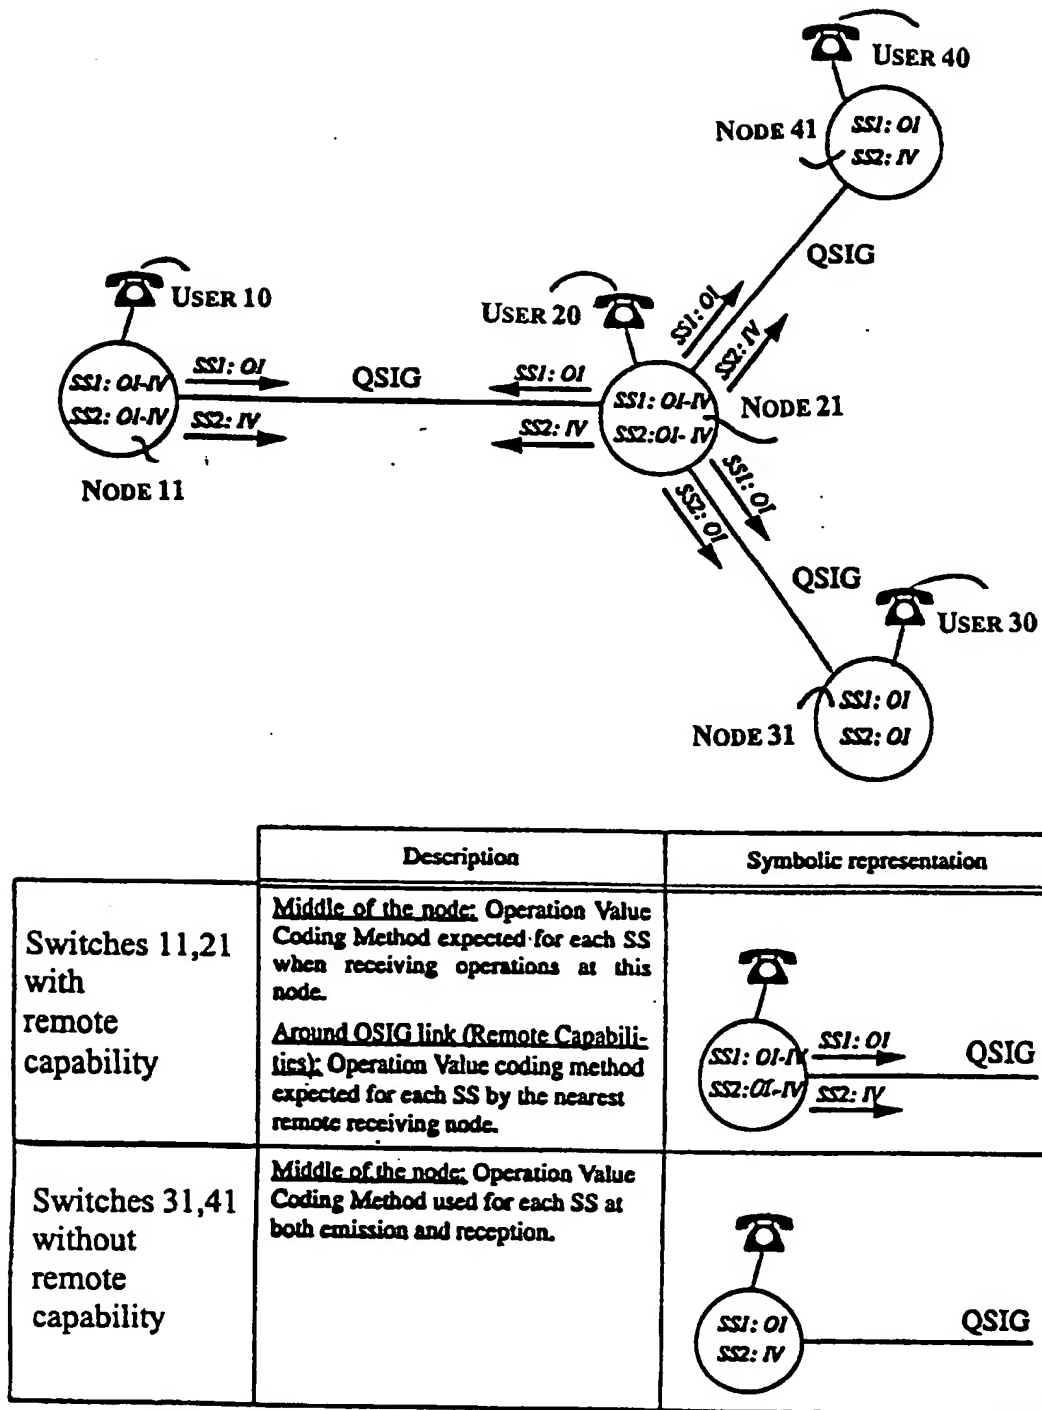 USER 40
NODE 41
SS1: OI
SS2: IV
QSIG
USER 10
USER 20
SS1: OI
SS2: IV
SS1: OI-IV
SS2: OI-IV
SS1: OI
SS2: IV
QSIG
SS1: OI
SS2: IV
SS1: OI-IV
SS2:OI- IV
NODE 21
NODE 11
SS1: OI
SS2: OI
QSIG
USER 30
NODE 31
SS1: OI
SS2: OI
Description
Symbolic representation
Switches 11,21
with
remote
capability
Middle of the node: Operation Value
Coding Method expected for each SS
when receiving operations at this
node.
Around QSIG link (Remote Capabili-
ties): Operation Value coding method
expected for each SS by the nearest
remote receiving node.
SS1: OI-IV
SS2:OI-IV
SS1: OI
SS2: IV
QSIG
Switches 31,41
without
remote
capability
Middle of the node: Operation Value
Coding Method used for each SS at
both emission and reception.
SS1: OI
SS2: IV
QSIG